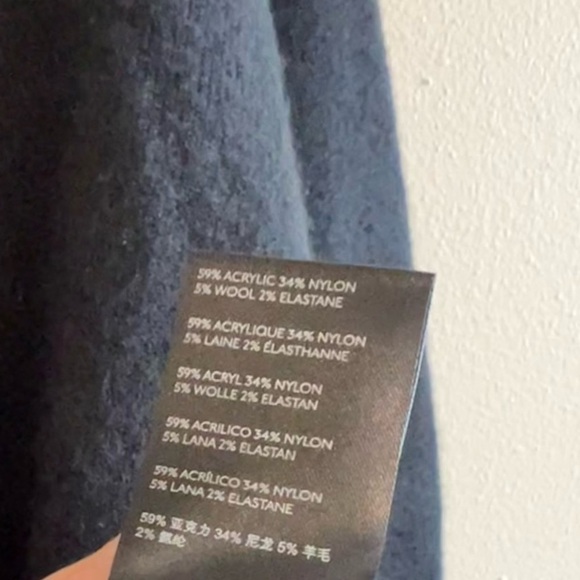 59% ACRYLIC 34% NYLON
5% WOOL 2% ELASTANE
59% ACRYLIQUE 34% NYLON
5% LAINE 2% ÉLASTHANNE
59% ACRYL 34% NYLON
5% WOLLE 2% ELASTAN
59% ACRILICO 34% NYLON
5% LANA 2% ELASTAN
59% ACRÍLICO 34% NYLON
5% LANA 2% ELASTANE
59% 亚克力 34% 尼龙 5% 羊毛
2% 氨纶